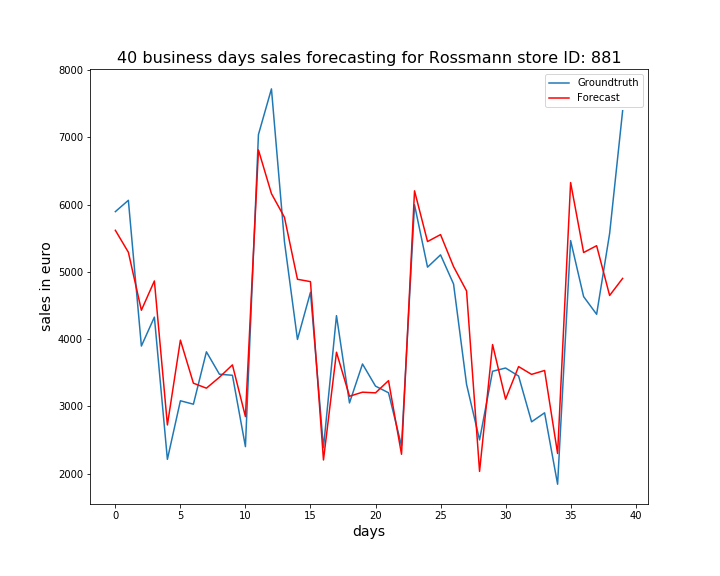 40 business days sales forecasting for Rossmann store ID: 881
Groundtruth
Forecast
8000
7000
6000
5000
4000
3000
2000
sales in euro
0 5 10 15 20 25 30 35 40
days